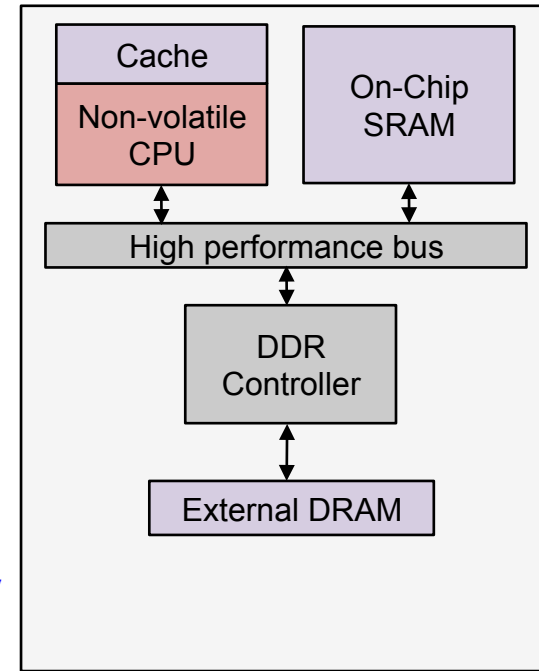 Cache
On-Chip
SRAM
Non-volatile
CPU
High performance bus
DDR
Controller
External DRAM